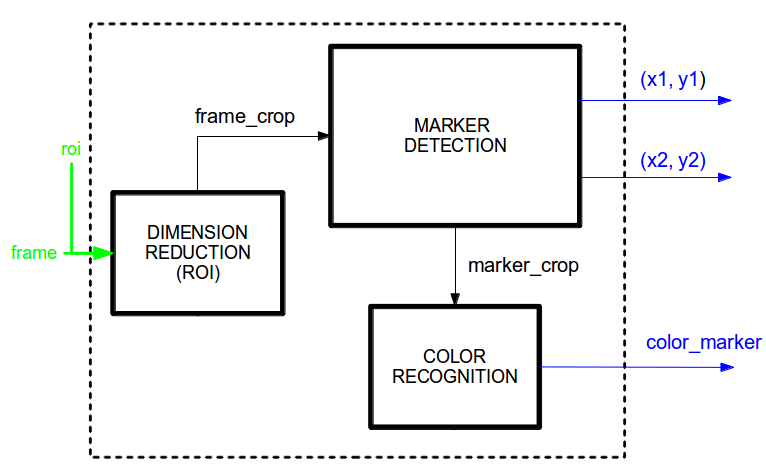 frame_crop
MARKER
DETECTION
(x1, y1)
(x2, y2)
roi
frame
DIMENSION
REDUCTION
(ROI)
marker_crop
COLOR
RECOGNITION
color_marker